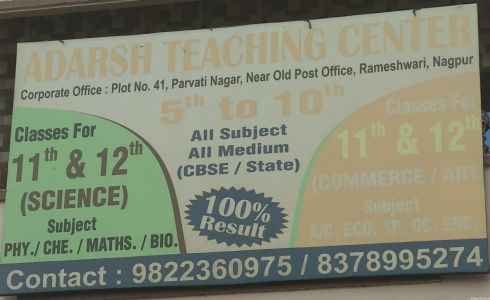 ADARSH TEACHING CENTER
Corporate Office : Plot No. 41, Parvati Nagar, Near Old Post Office, Rameshwari, Nagpur
5th to 10th
All Subject
All Medium
(CBSE / State)
100%
Result
Classes For
11th & 12th
(SCIENCE)
Subject
PHY./ CHE. / MATHS. / BIO.
Classes For
11th & 12th
(COMMERCE / ART
Subject
A/C, ECO, SP, OC, ENG.
Contact : 9822360975 / 8378995274